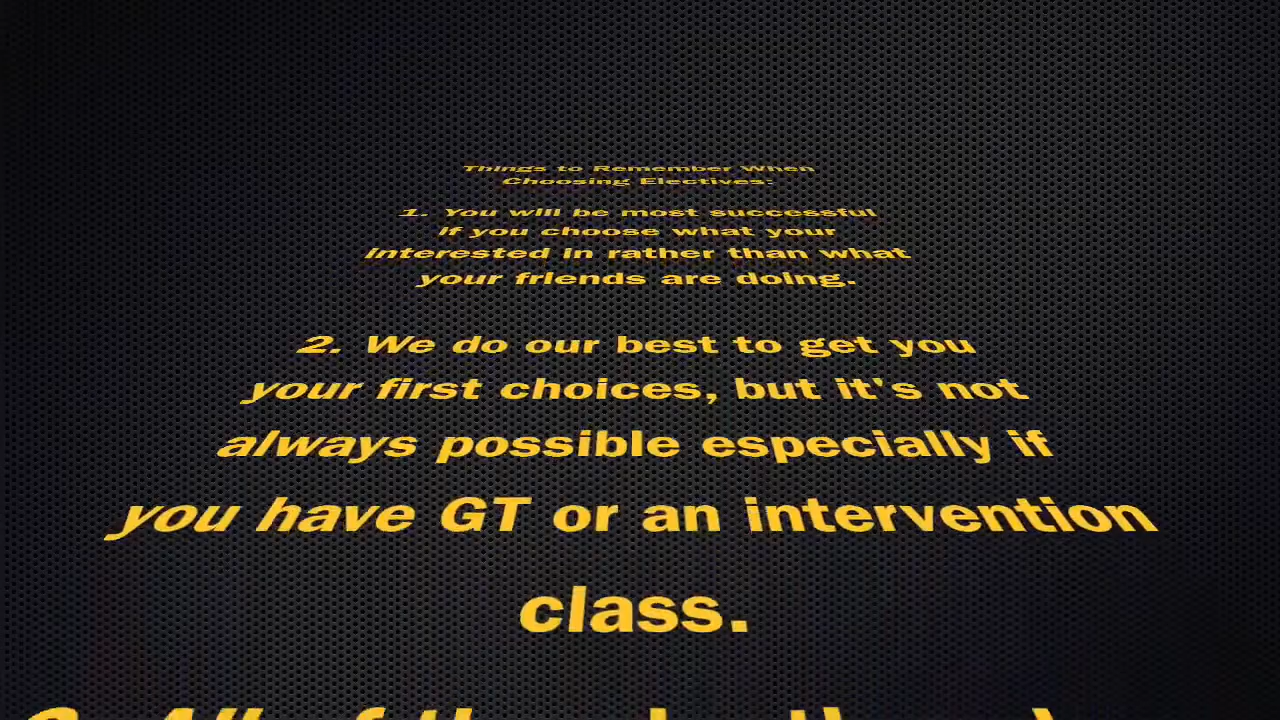 Things to Remember When
Choosing Electives:
1. You will be most successful
if you choose what your
interested in rather than what
your friends are doing.
2. We do our best to get you
your first choices, but it's not
always possible especially if
you have GT or an intervention
class.